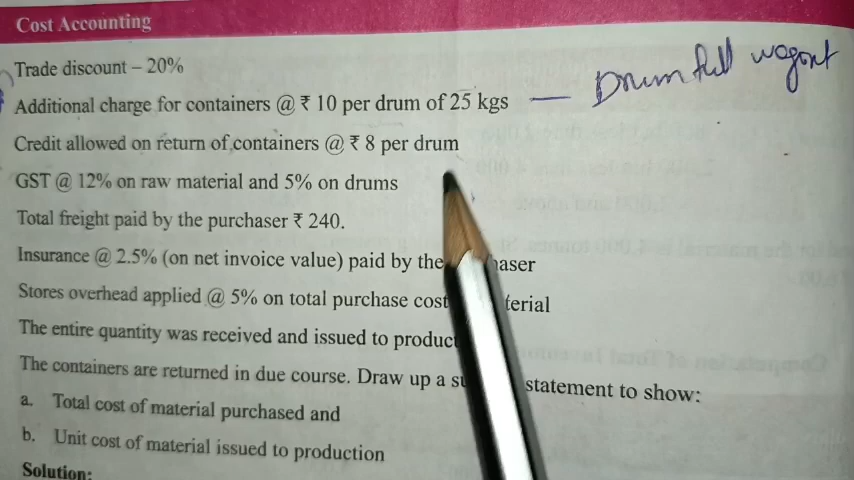 Cost Accounting
Trade discount – 20%
Additional charge for containers @ ₹ 10 per drum of 25 kgs — Drum full
Credit allowed on return of containers @ ₹ 8 per drum
GST @ 12% on raw material and 5% on drums
Total freight paid by the purchaser ₹ 240.
Insurance @ 2.5% (on net invoice value) paid by the haser
Stores overhead applied @ 5% on total purchase cost terial
The entire quantity was received and issued to produc
The containers are returned in due course. Draw up a su statement to show:
a. Total cost of material purchased and
b. Unit cost of material issued to production
Solution: